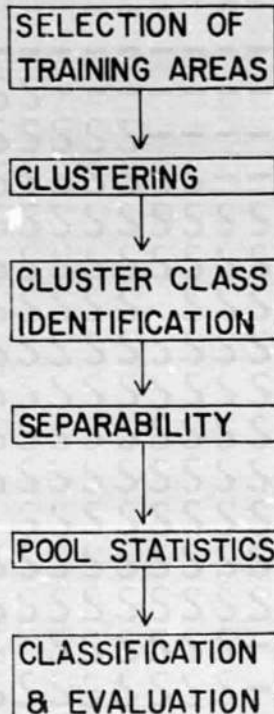 SELECTION OF
TRAINING AREAS
CLUSTERING
CLUSTER CLASS
IDENTIFICATION
SEPARABILITY
POOL STATISTICS
CLASSIFICATION
& EVALUATION